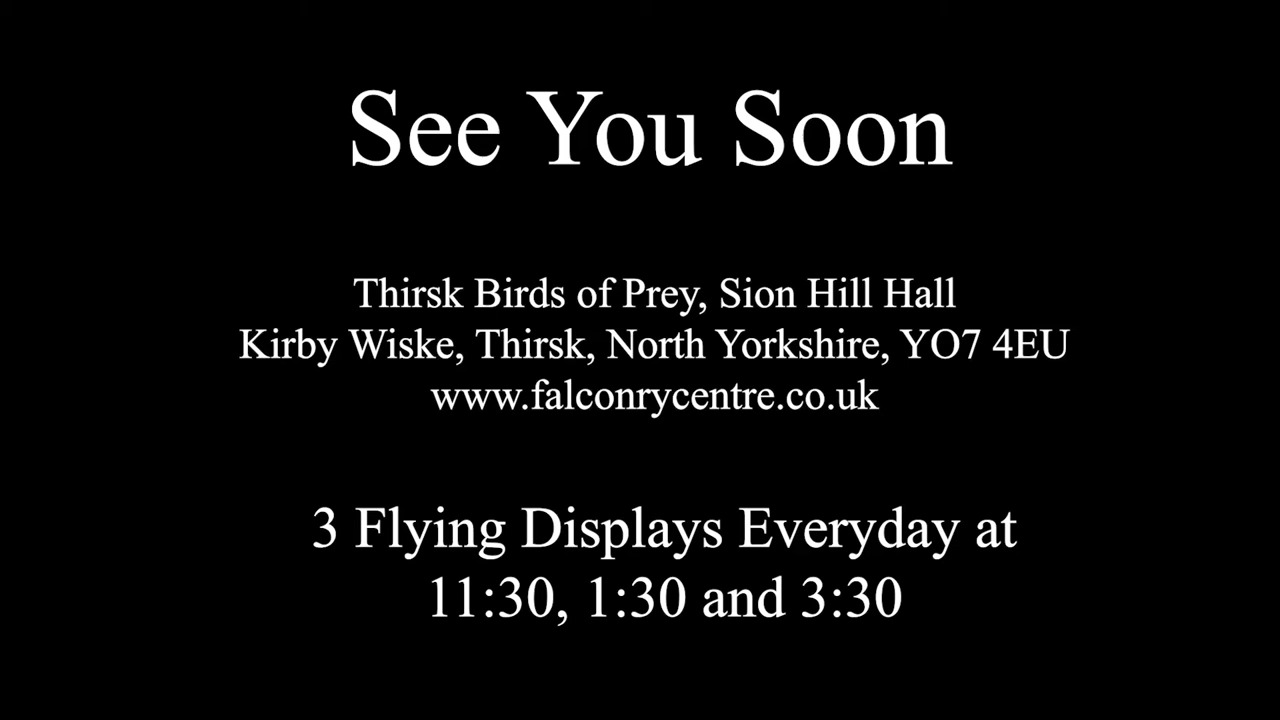 See You Soon
Thirsk Birds of Prey, Sion Hill Hall
Kirby Wiske, Thirsk, North Yorkshire, YO7 4EU
www.falconrycentre.co.uk
3 Flying Displays Everyday at
11:30, 1:30 and 3:30